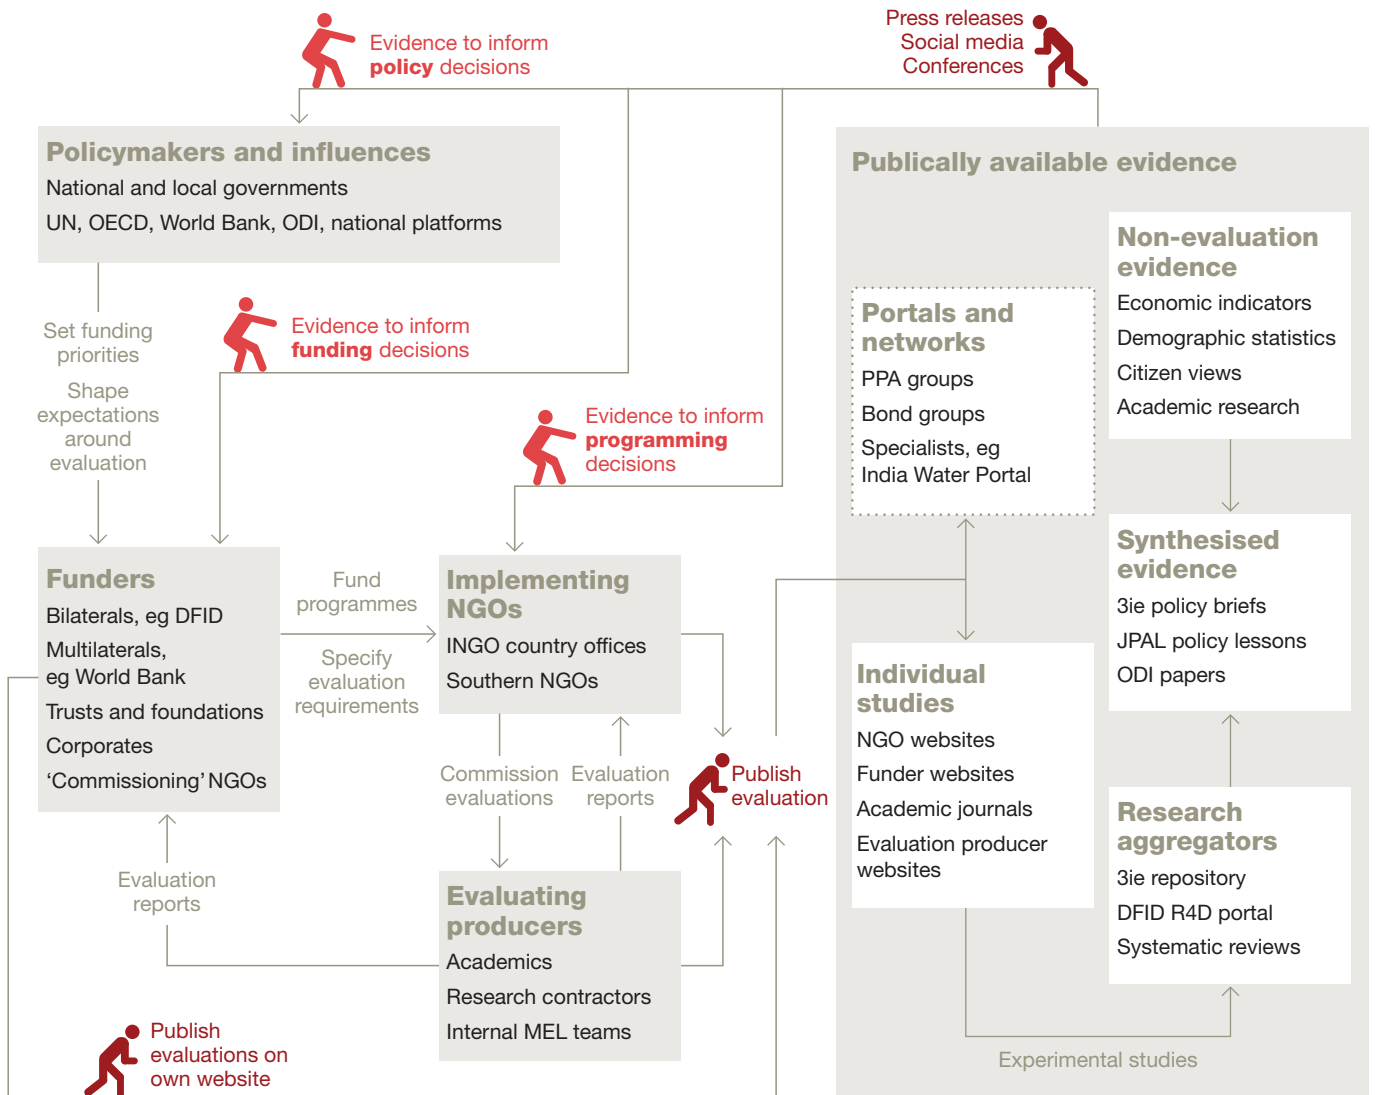 Evidence to inform
policy decisions
Press releases
Social media
Conferences
Policymakers and influences
National and local governments
UN, OECD, World Bank, ODI, national platforms
Set funding
priorities
Shape
expectations
around
evaluation
Evidence to inform
funding decisions
Evidence to inform
programming
decisions
Funders
Bilaterals, eg DFID
Multilaterals,
eg World Bank
Trusts and foundations
Corporates
‘Commissioning’ NGOs
Fund
programmes
Specify
evaluation
requirements
Implementing
NGOs
INGO country offices
Southern NGOs
Commission
evaluations
Evaluation
reports
Publish
evaluation
Evaluation
reports
Evaluating
producers
Academics
Research contractors
Internal MEL teams
Publish
evaluations on
own website
Publically available evidence
Portals and
networks
PPA groups
Bond groups
Specialists, eg
India Water Portal
Individual
studies
NGO websites
Funder websites
Academic journals
Evaluation producer
websites
Non-evaluation
evidence
Economic indicators
Demographic statistics
Citizen views
Academic research
Synthesised
evidence
3ie policy briefs
JPAL policy lessons
ODI papers
Research
aggregators
3ie repository
DFID R4D portal
Systematic reviews
Experimental studies